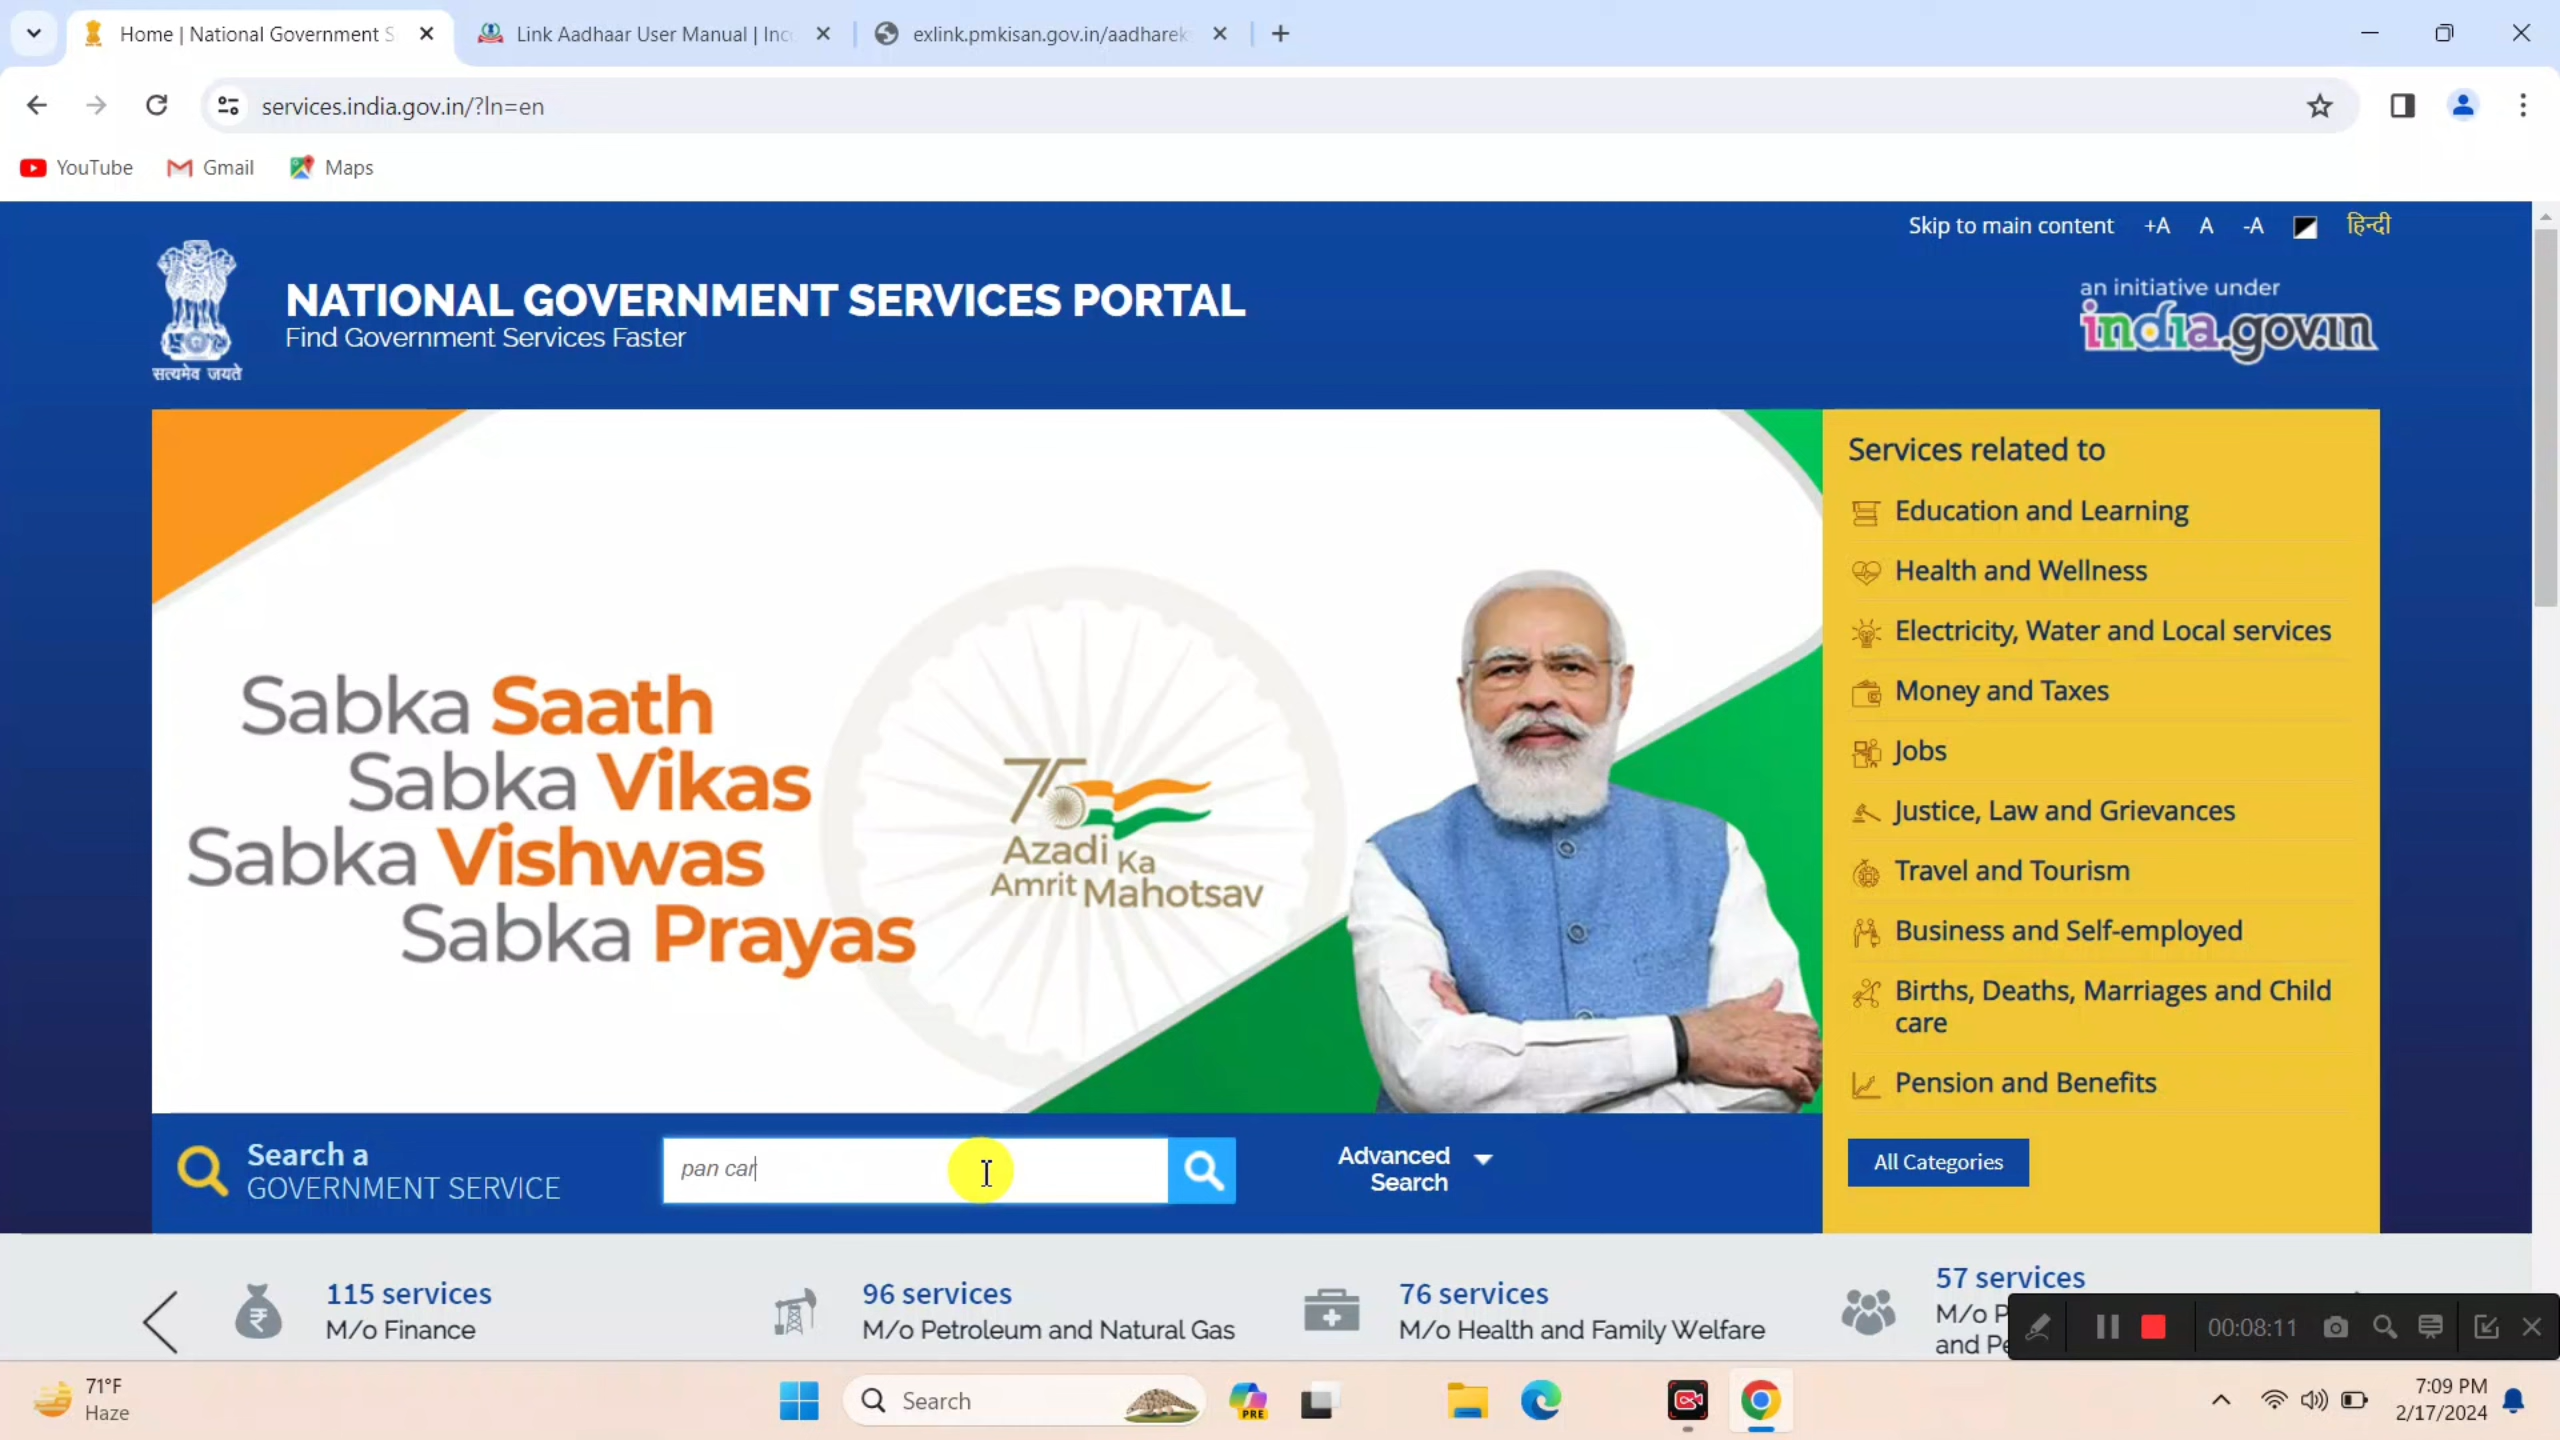 Home | National Government S
Link Aadhaar User Manual | Inc
exlink.pmkisan.gov.in/aadharek
services.india.gov.in/?ln=en
YouTube
Gmail
Maps
Skip to main content
+A
A
-A
हिन्दी
सत्यमेव जयते
NATIONAL GOVERNMENT SERVICES PORTAL
Find Government Services Faster
an initiative under
india.gov.in
Sabka Saath
Sabka Vikas
Sabka Vishwas
Sabka Prayas
75
Azadi Ka
Amrit Mahotsav
Services related to
Education and Learning
Health and Wellness
Electricity, Water and Local services
Money and Taxes
Jobs
Justice, Law and Grievances
Travel and Tourism
Business and Self-employed
Births, Deaths, Marriages and Child
care
Pension and Benefits
All Categories
Search a
GOVERNMENT SERVICE
pan car
Advanced
Search
115 services
M/o Finance
96 services
M/o Petroleum and Natural Gas
76 services
M/o Health and Family Welfare
57 services
M/o P
and Pe
00:08:11
71°F
Haze
Search
PRE
7:09 PM
2/17/2024